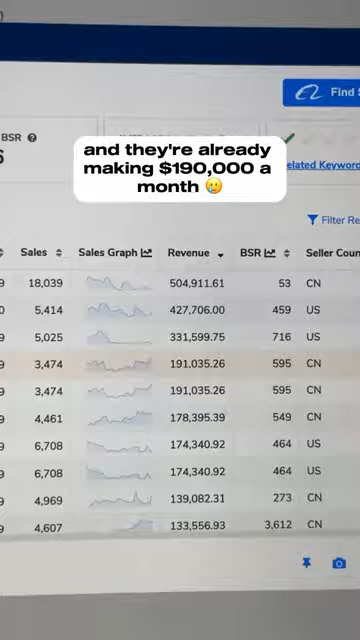 Find
BSR
and they're already
making $190,000 a
month 🥲
elated Keyword
Filter Re
Sales Sales Graph Revenue BSR Seller Coun
18,039 504,911.61 53 CN
5,414 427,706.00 459 US
5,025 331,599.75 716 US
3,474 191,035.26 595 CN
3,474 191,035.26 595 CN
4,461 178,395.39 549 CN
6,708 174,340.92 464 US
6,708 174,340.92 464 US
4,969 139,082.31 273 CN
4,607 133,556.93 3,612 CN